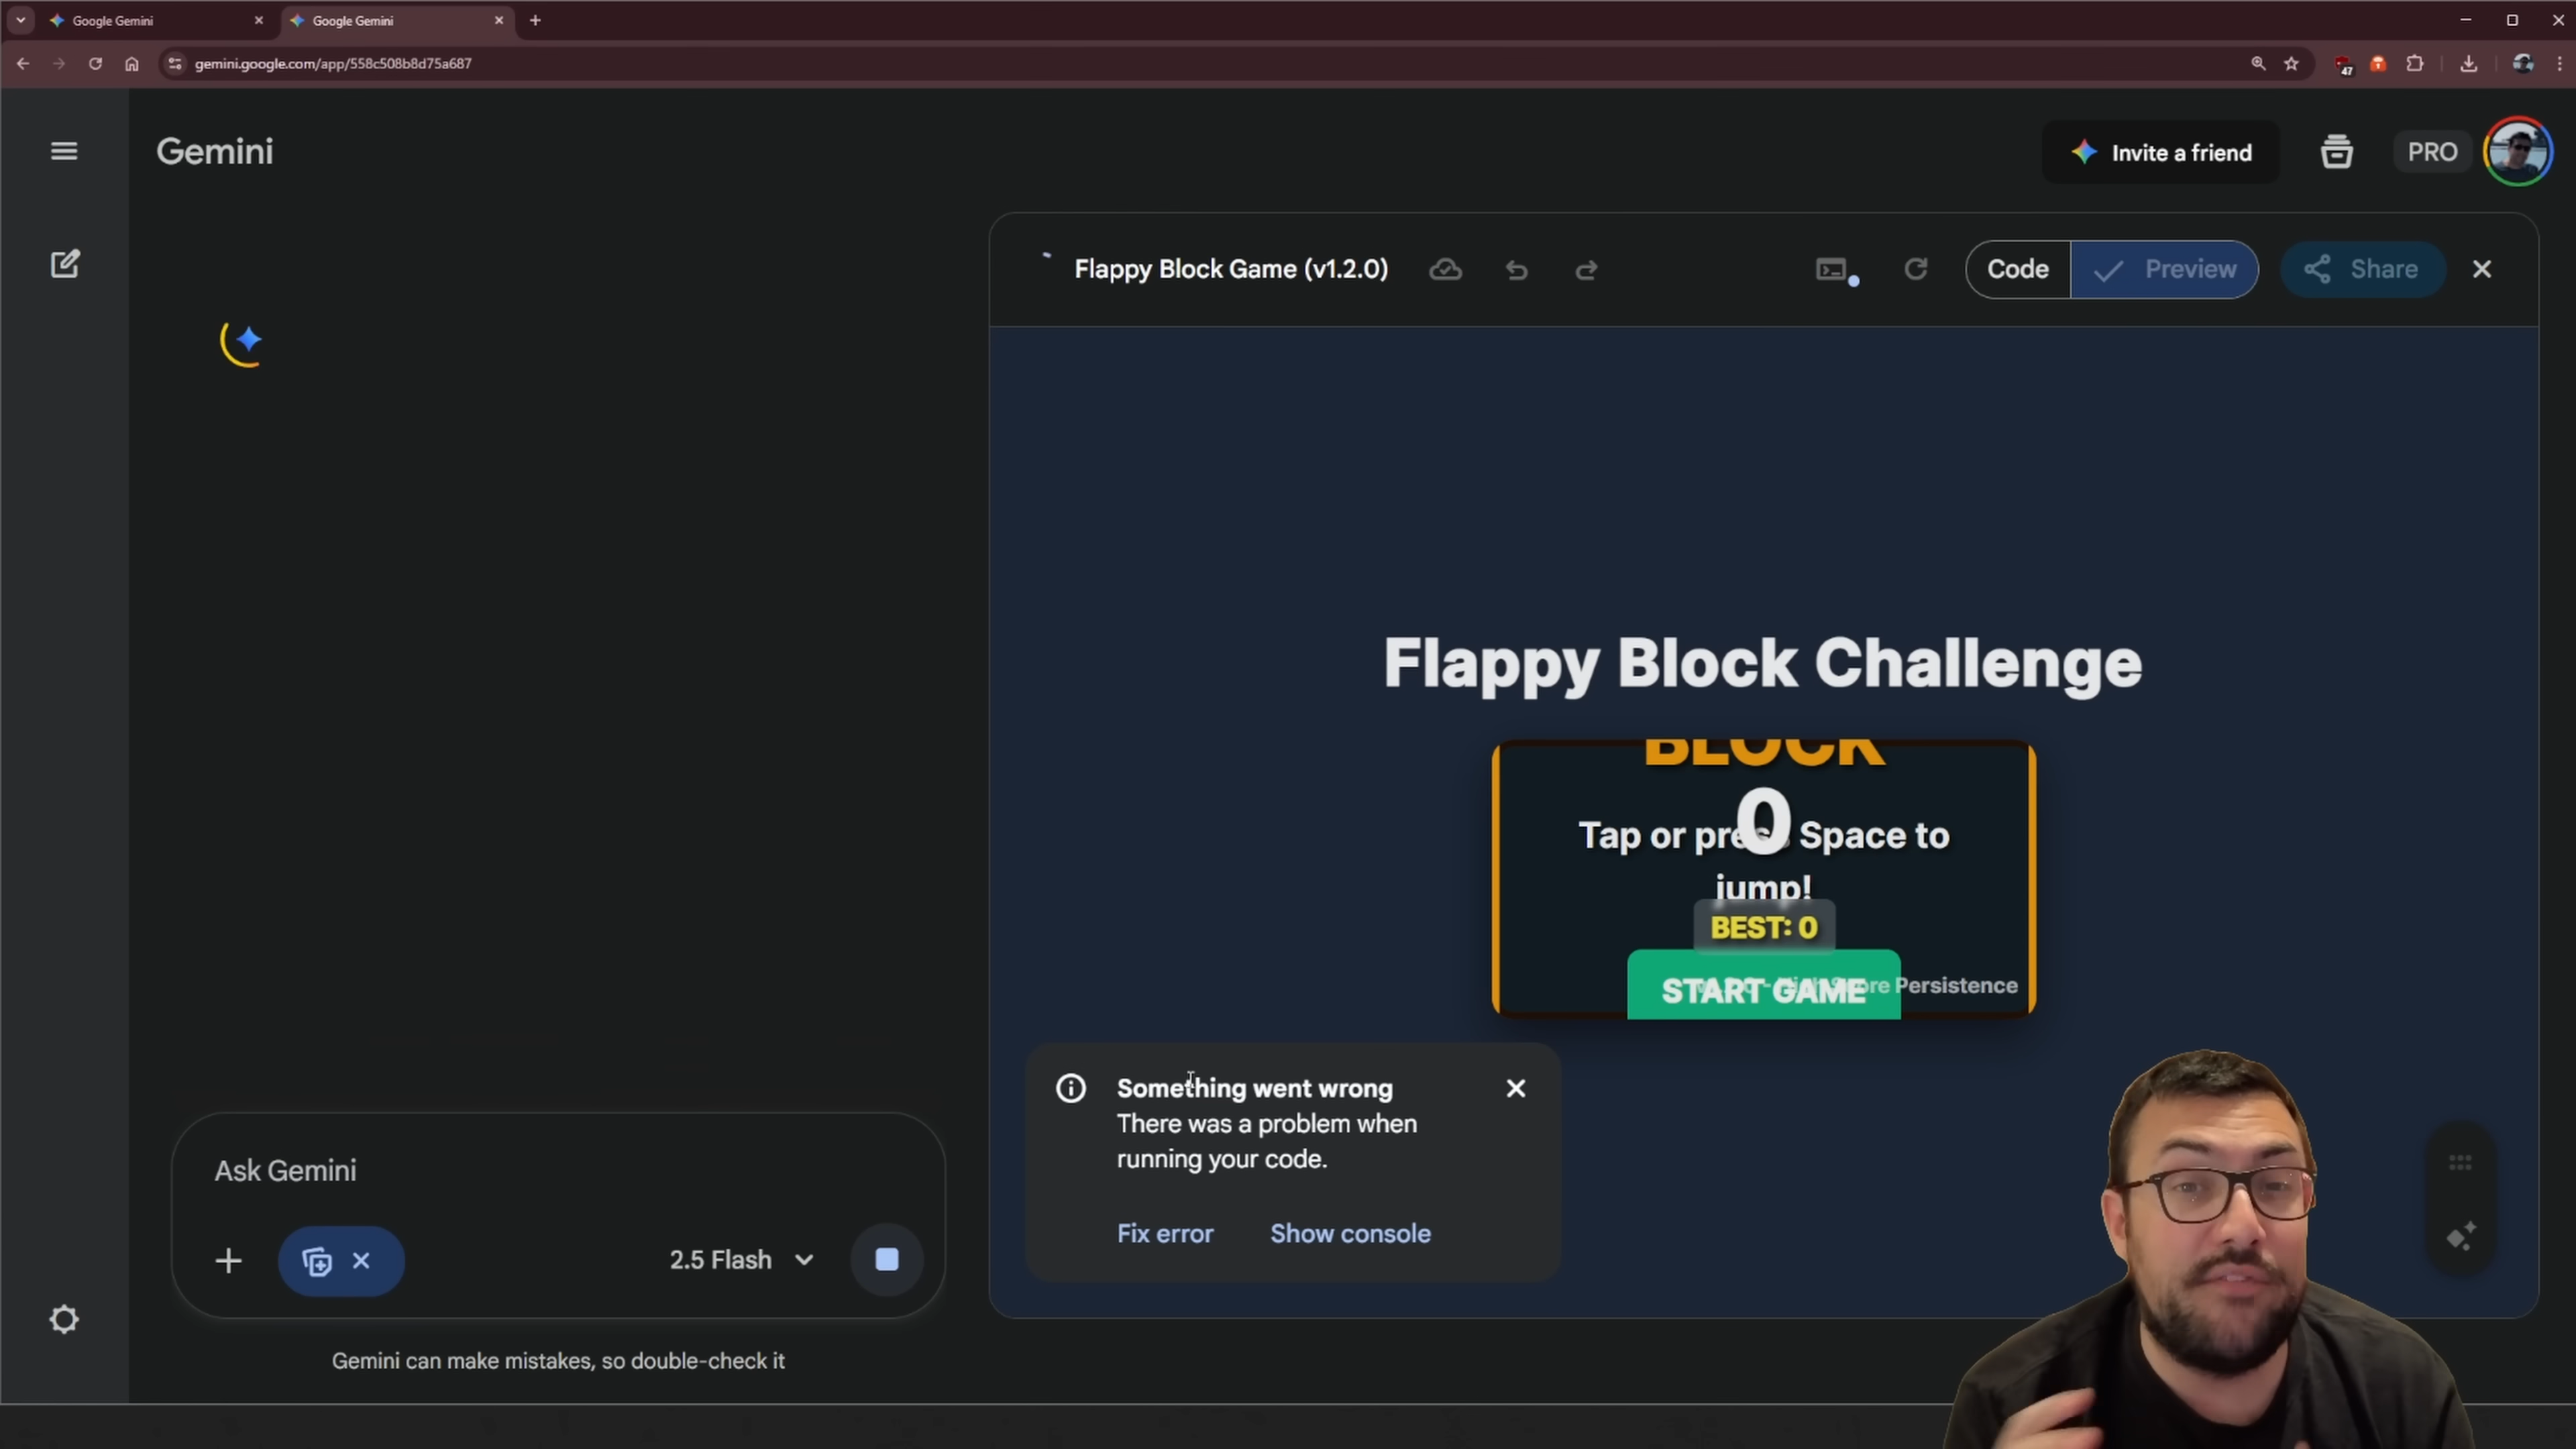 Google Gemini
Google Gemini
gemini.google.com/app/558c508b8d75a687
47
Gemini
Invite a friend
PRO
Flappy Block Game (v1.2.0)
Code
Preview
Share
Flappy Block Challenge
BLOCK
0
Tap or press Space to
jump!
BEST: 0
START GAME
Persistence
Something went wrong
There was a problem when
running your code.
Fix error
Show console
Ask Gemini
2.5 Flash
Gemini can make mistakes, so double-check it